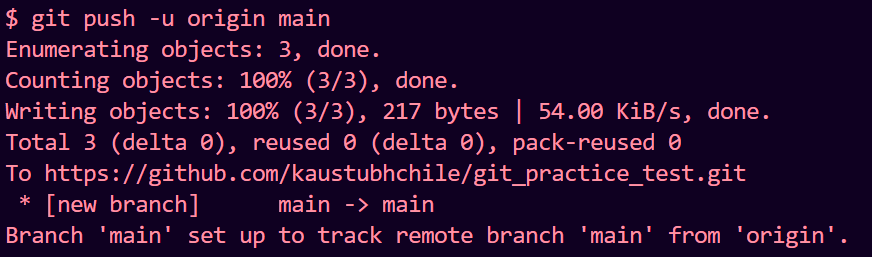 $ git push -u origin main
Enumerating objects: 3, done.
Counting objects: 100% (3/3), done.
Writing objects: 100% (3/3), 217 bytes | 54.00 KiB/s, done.
Total 3 (delta 0), reused 0 (delta 0), pack-reused 0
To https://github.com/kaustubhchile/git_practice_test.git
 * [new branch]      main -> main
Branch 'main' set up to track remote branch 'main' from 'origin'.